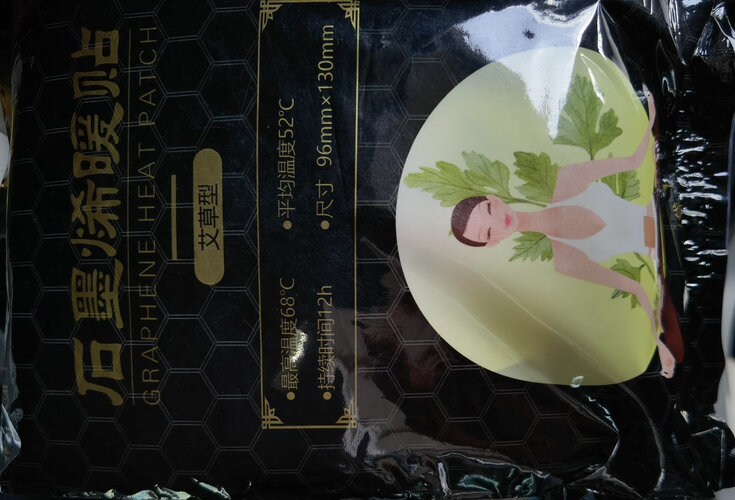 石墨烯暖贴
GRAPHENE HEAT PATCH
艾草型
●最高温度68℃ ●平均温度52℃
●持续时间12h ●尺寸 96mm×130mm